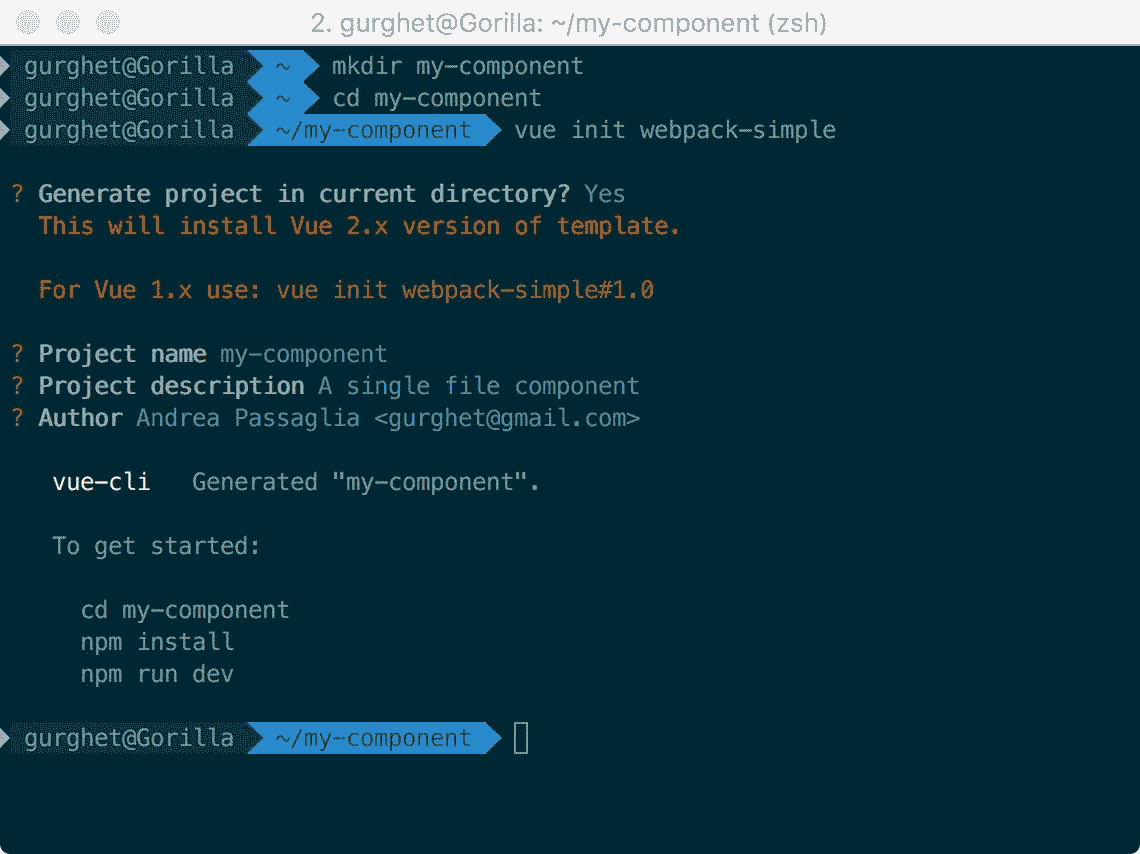 2. gurghet@Gorilla: ~/my-component (zsh)
gurghet@Gorilla ~ mkdir my-component
gurghet@Gorilla ~ cd my-component
gurghet@Gorilla ~/my-component vue init webpack-simple
? Generate project in current directory? Yes
This will install Vue 2.x version of template.
For Vue 1.x use: vue init webpack-simple#1.0
? Project name my-component
? Project description A single file component
? Author Andrea Passaglia <gurghet@gmail.com>
vue-cli Generated "my-component".
To get started:
cd my-component
npm install
npm run dev
gurghet@Gorilla ~/my-component